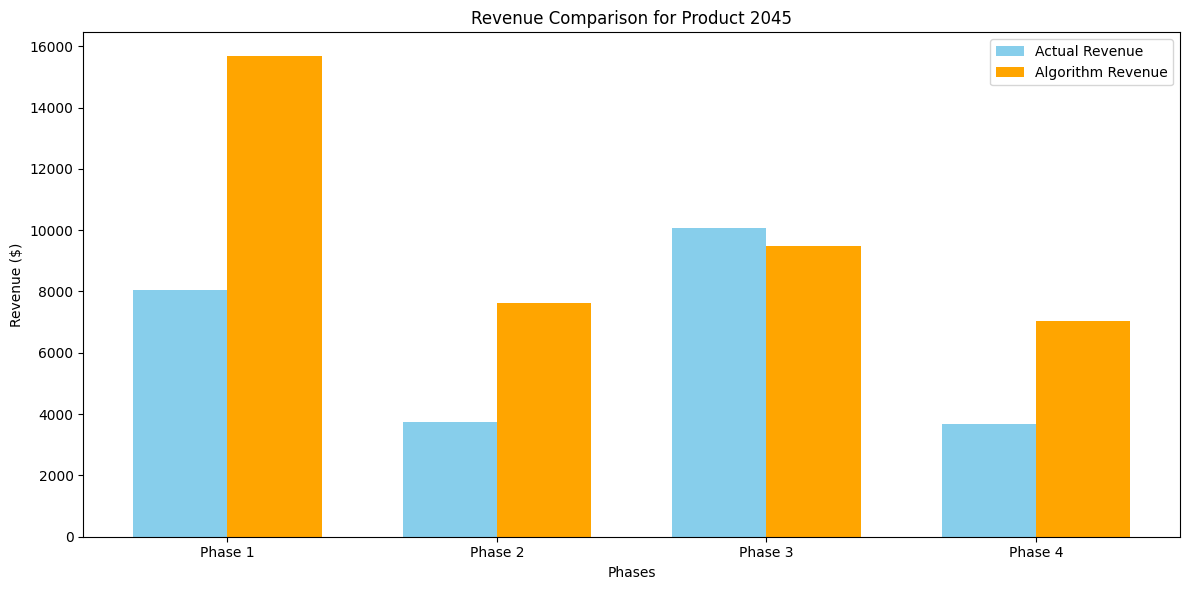 Revenue Comparison for Product 2045
Actual Revenue
Algorithm Revenue
Revenue ($)
16000
14000
12000
10000
8000
6000
4000
2000
0
Phase 1 Phase 2 Phase 3 Phase 4
Phases